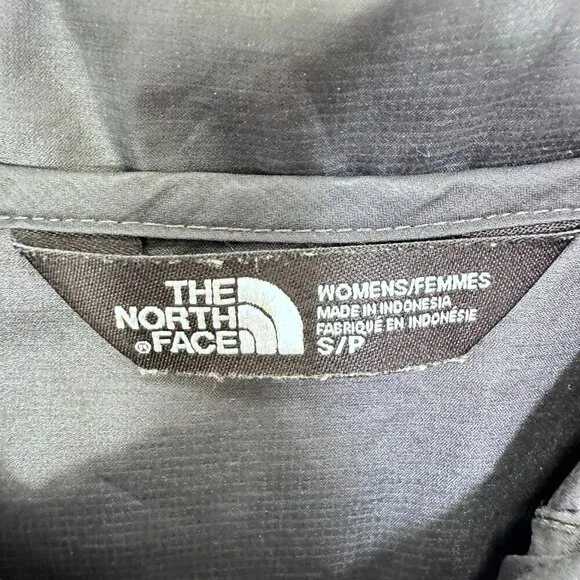 THE
NORTH
®FACE
WOMENS/FEMMES
MADE IN INDONESIA
FABRIQUÉ EN INDONÉSIE
S/P